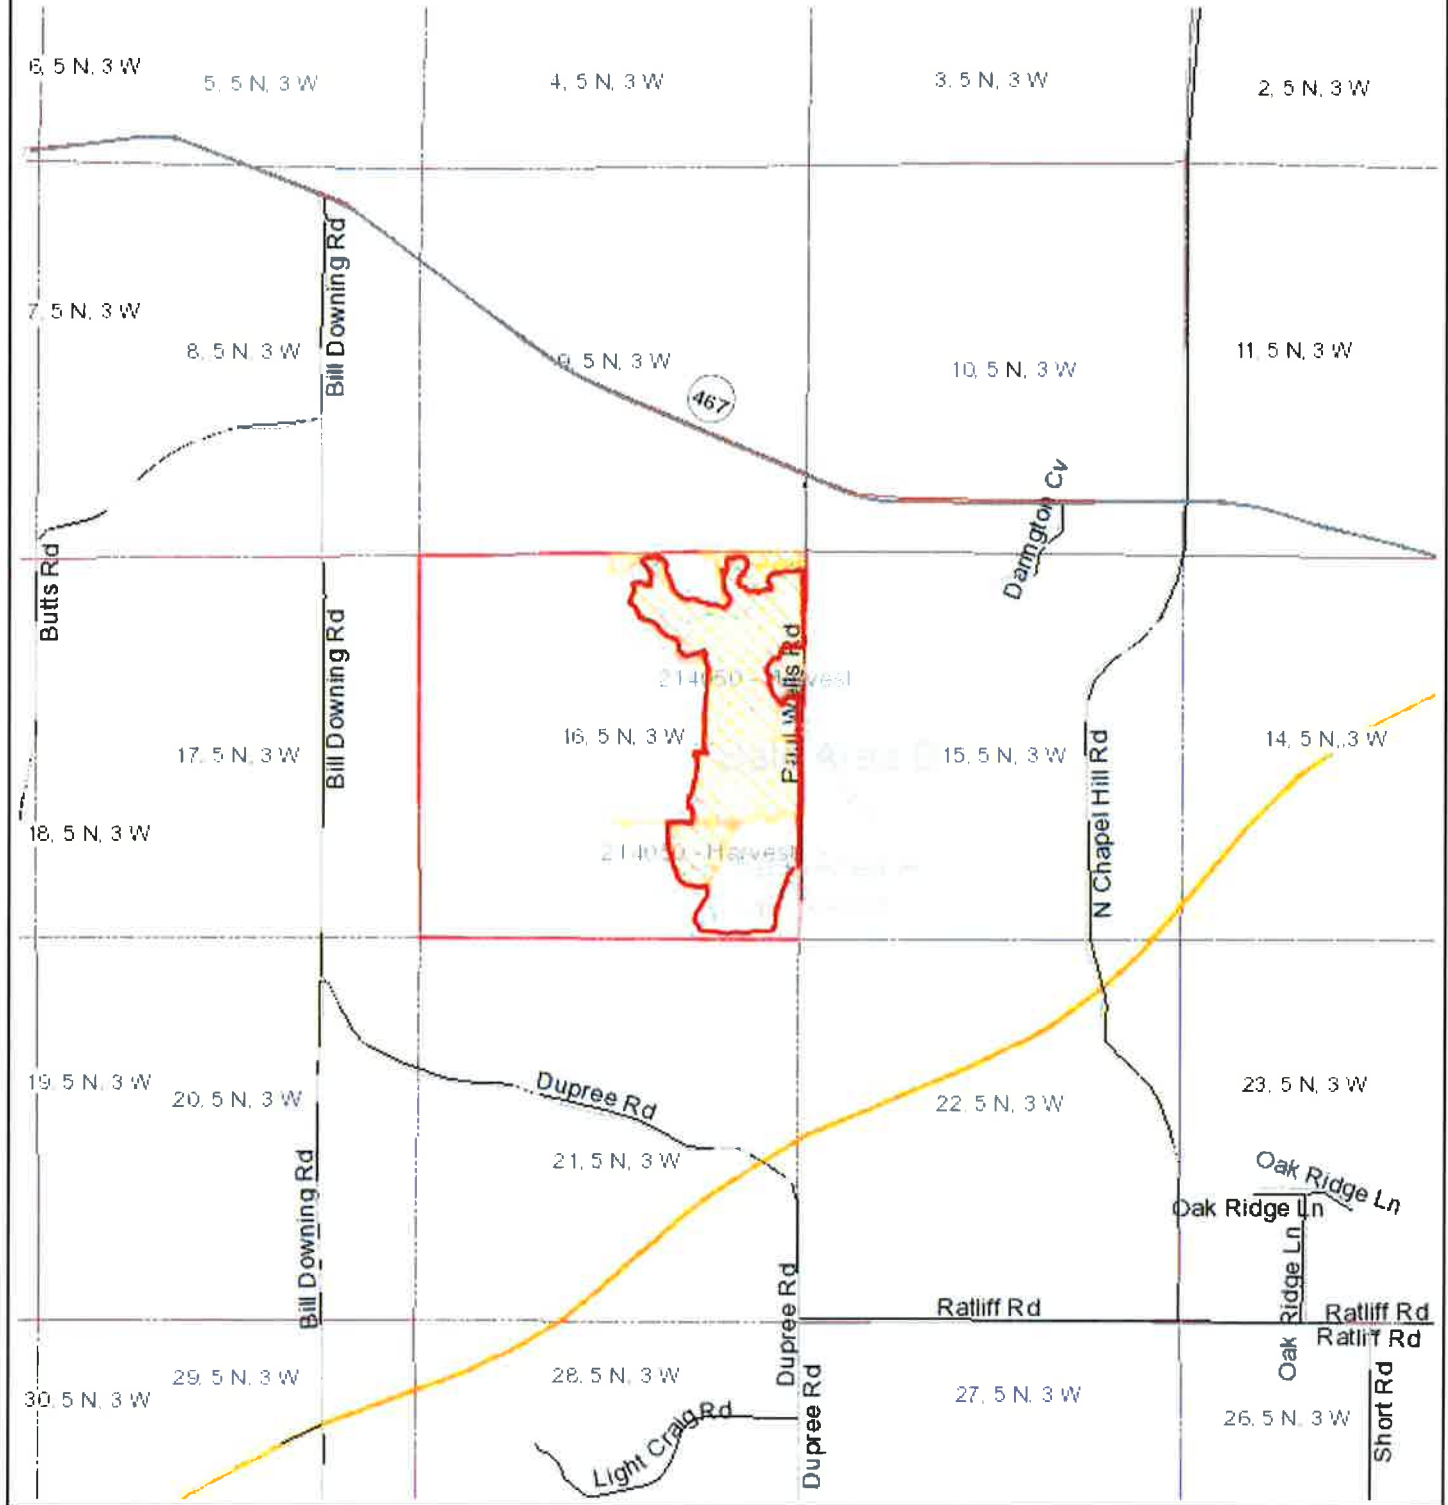 6, 5 N, 3 W
5, 5 N, 3 W
4, 5 N, 3 W
3, 5 N, 3 W
2, 5 N, 3 W
Bill Downing Rd
7, 5 N, 3 W
8, 5 N, 3 W
9, 5 N, 3 W
467
10, 5 N, 3 W
11, 5 N, 3 W
Darington Cv
Butts Rd
Bill Downing Rd
Paul Wells Rd
214050 - Harvest
16, 5 N, 3 W
17, 5 N, 3 W
15, 5 N, 3 W
14, 5 N, 3 W
N Chapel Hill Rd
18, 5 N, 3 W
214050 - Harvest
19, 5 N, 3 W
20, 5 N, 3 W
Dupree Rd
22, 5 N, 3 W
23, 5 N, 3 W
21, 5 N, 3 W
Oak Ridge Ln
Oak Ridge Ln
Bill Downing Rd
Oak Ridge Ln
Dupree Rd
Ratliff Rd
Ratliff Rd
Ratliff Rd
29, 5 N, 3 W
28, 5 N, 3 W
30, 5 N, 3 W
27, 5 N, 3 W
26, 5 N, 3 W
Short Rd
Light Craig Rd
Dupree Rd